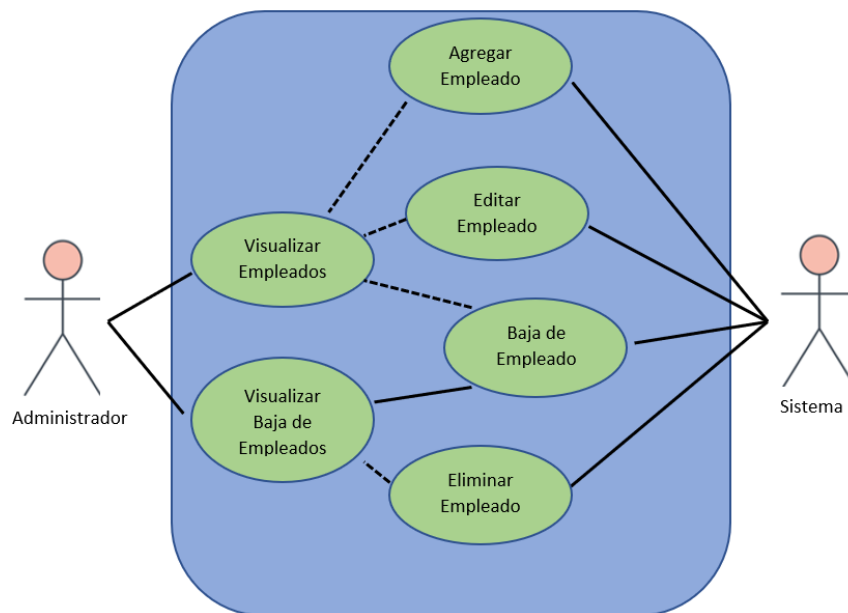 Agregar
Empleado
Editar
Empleado
Visualizar
Empleados
Baja de
Empleado
Administrador
Visualizar
Baja de
Empleados
Sistema
Eliminar
Empleado